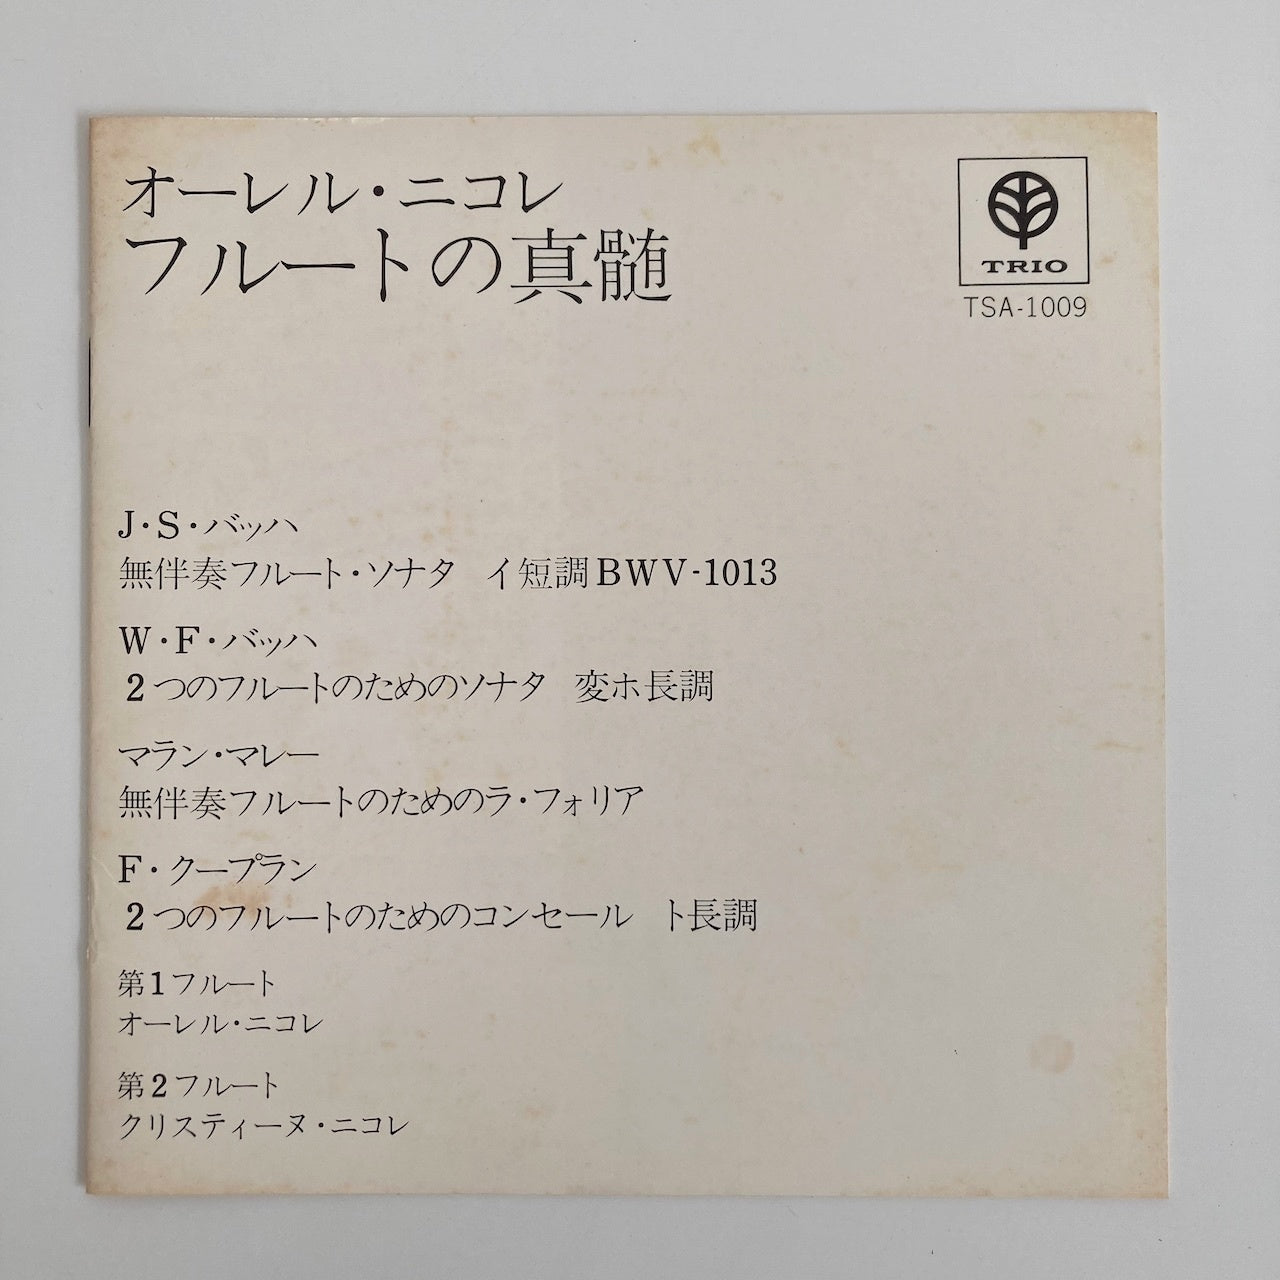 オーレル・ニコレ
フルートの真髄
TRIO
TSA-1009
J・S・バッハ
無伴奏フルート・ソナタ　イ短調BWV-1013
W・F・バッハ
2つのフルートのためのソナタ　変ホ長調
マラン・マレー
無伴奏フルートのためのラ・フォリア
F・クープラン
2つのフルートのためのコンセール　ト長調
第1フルート
オーレル・ニコレ
第2フルート
クリスティーヌ・ニコレ